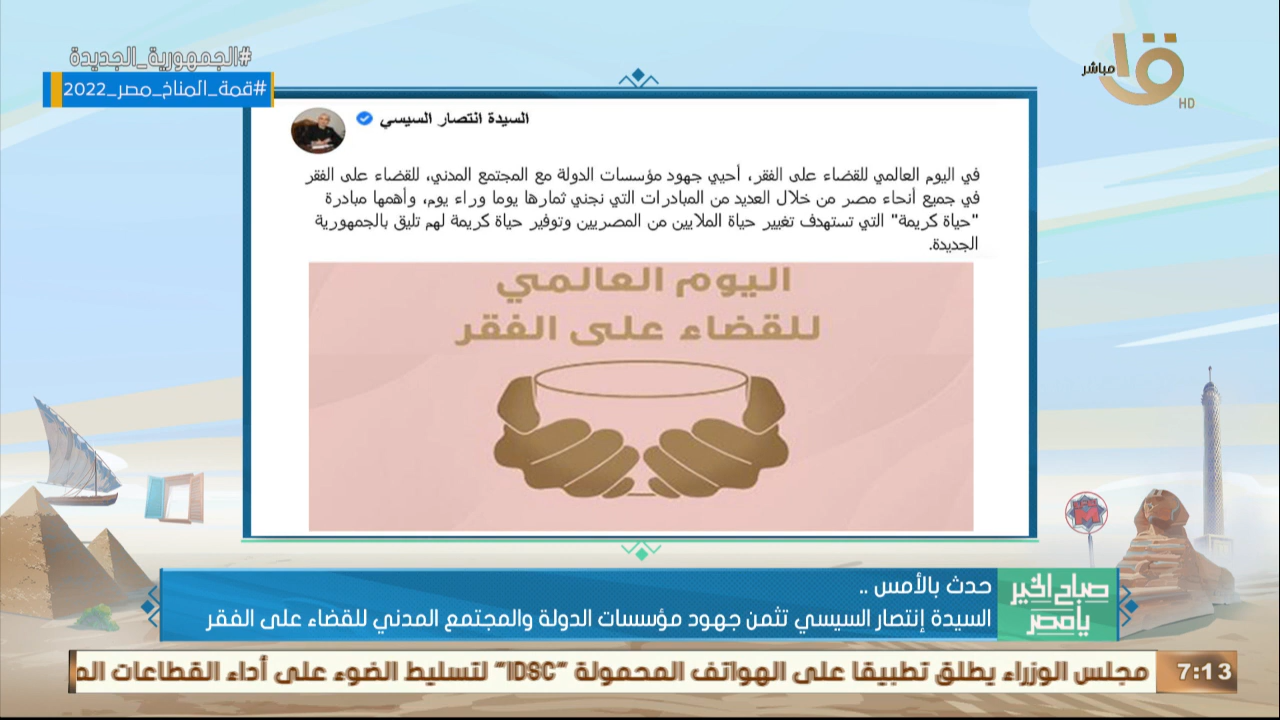 #الجمهورية_الجديدة
#قمة_المناخ_مصر_2022
مباشر
HD
السيدة انتصار السيسي
في اليوم العالمي للقضاء على الفقر، أحيي جهود مؤسسات الدولة مع المجتمع المدني، للقضاء على الفقر
في جميع أنحاء مصر من خلال العديد من المبادرات التي نجني ثمارها يوما وراء يوم، وأهمها مبادرة
"حياة كريمة" التي تستهدف تغيير حياة الملايين من المصريين وتوفير حياة كريمة لهم تليق بالجمهورية
الجديدة.
اليوم العالمي
للقضاء على الفقر
M
صباح الخير
يا مصر
حدث بالأمس ..
السيدة إنتصار السيسي تثمن جهود مؤسسات الدولة والمجتمع المدني للقضاء على الفقر
7:13
مجلس الوزراء يطلق تطبيقا على الهواتف المحمولة "IDSC" لتسليط الضوء على أداء القطاعات